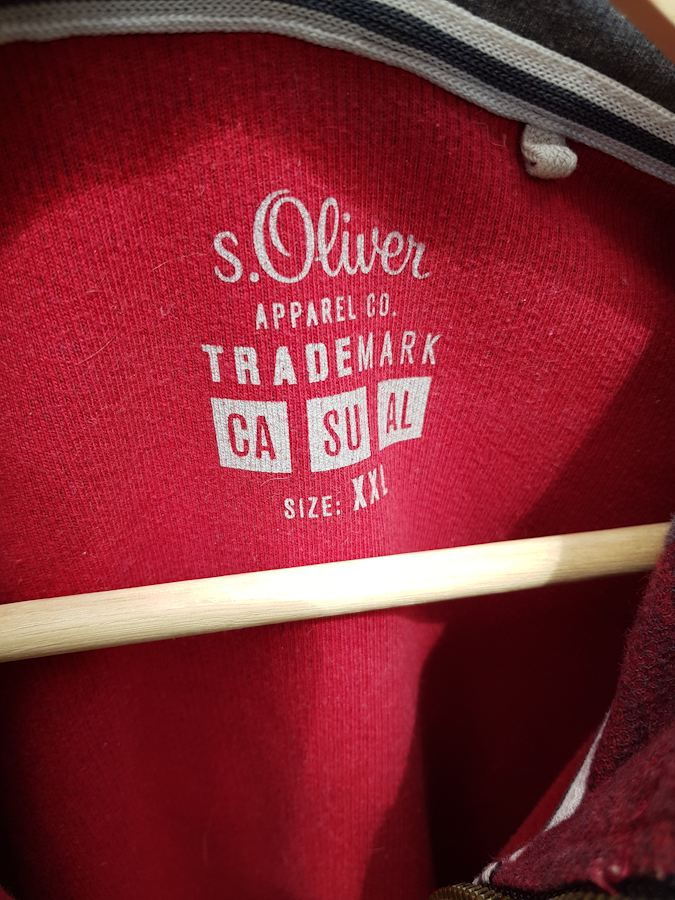 s.Oliver
APPAREL CO.
TRADEMARK
CA SU AL
SIZE: XXL